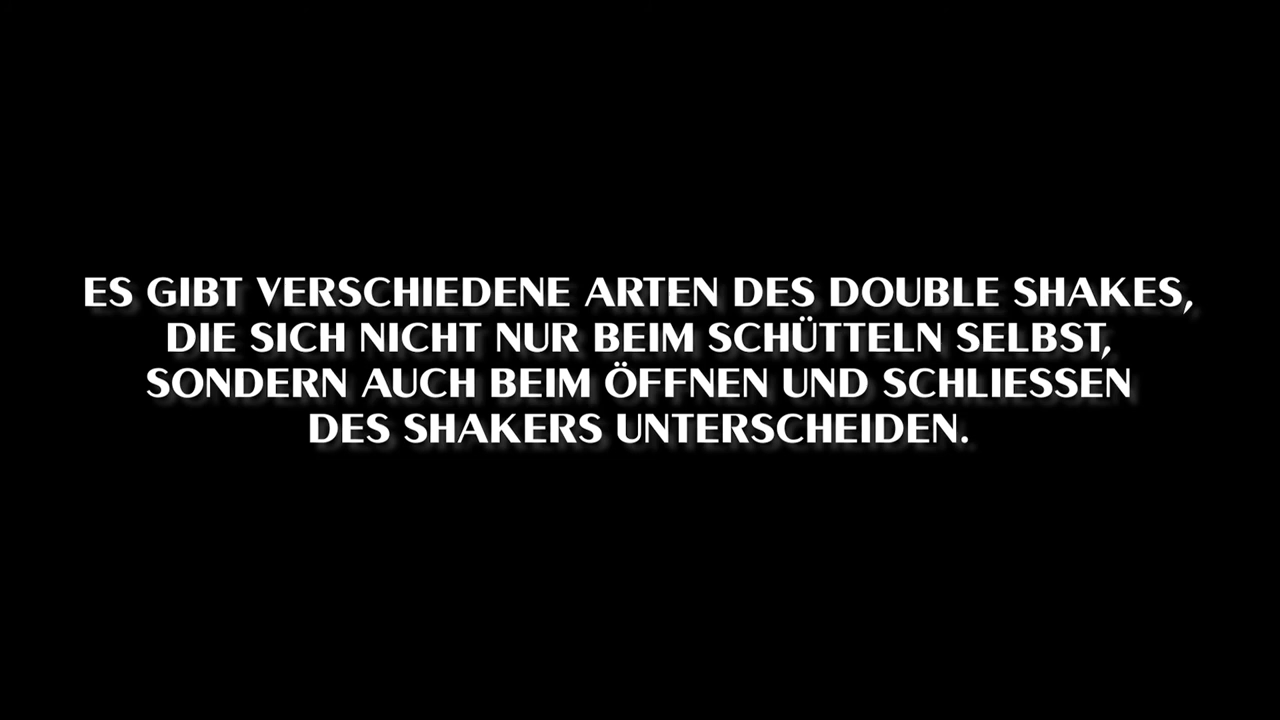 ES GIBT VERSCHIEDENE ARTEN DES DOUBLE SHAKES,
DIE SICH NICHT NUR BEIM SCHÜTTELN SELBST,
SONDERN AUCH BEIM ÖFFNEN UND SCHLIESSEN
DES SHAKERS UNTERSCHEIDEN.